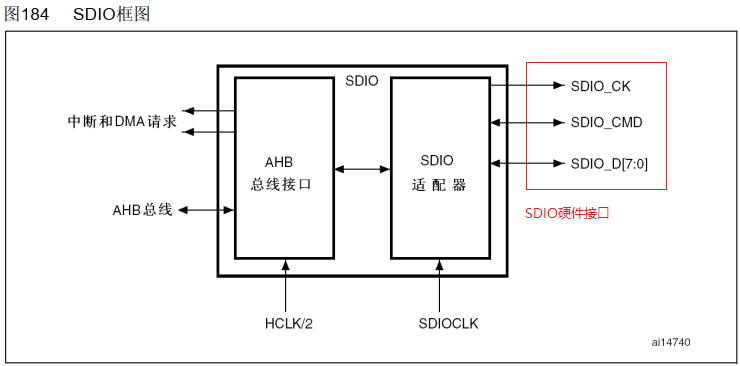 图184 SDIO框图
SDIO
SDIO_CK
中断和DMA请求
SDIO_CMD
AHB
总线接口
SDIO
适配器
SDIO_D[7:0]
AHB总线
SDIO硬件接口
HCLK/2
SDIOCLK
ai14740